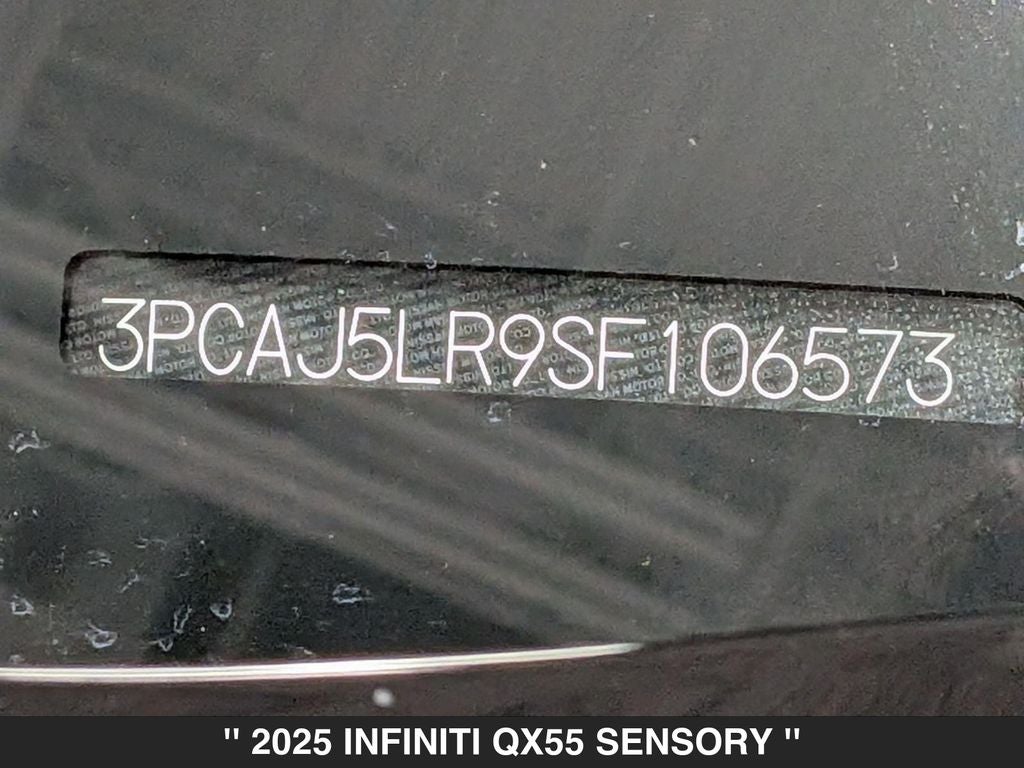 3PCAJ5LR9SF106573
" 2025 INFINITI QX55 SENSORY "